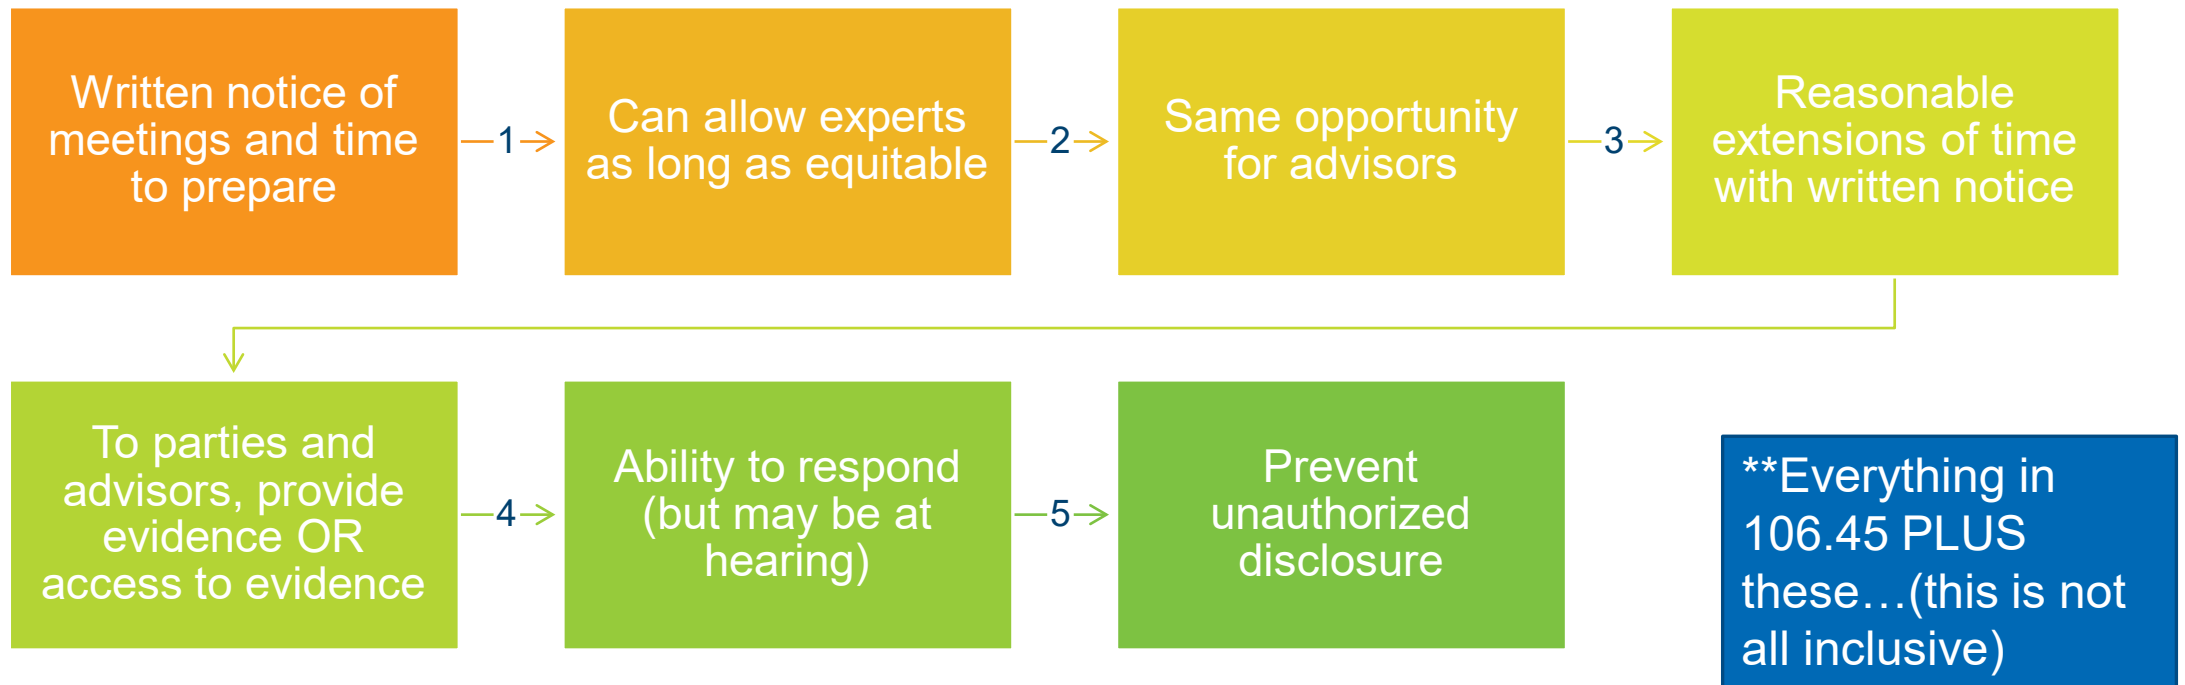 Written notice of
meetings and time
to prepare
1
Can allow experts
as long as equitable
2
Same opportunity
for advisors
3
Reasonable
extensions of time
with written notice
To parties and
advisors, provide
evidence OR
access to evidence
4
Ability to respond
(but may be at
hearing)
5
Prevent
unauthorized
disclosure
**Everything in
106.45 PLUS
these…(this is not
all inclusive)